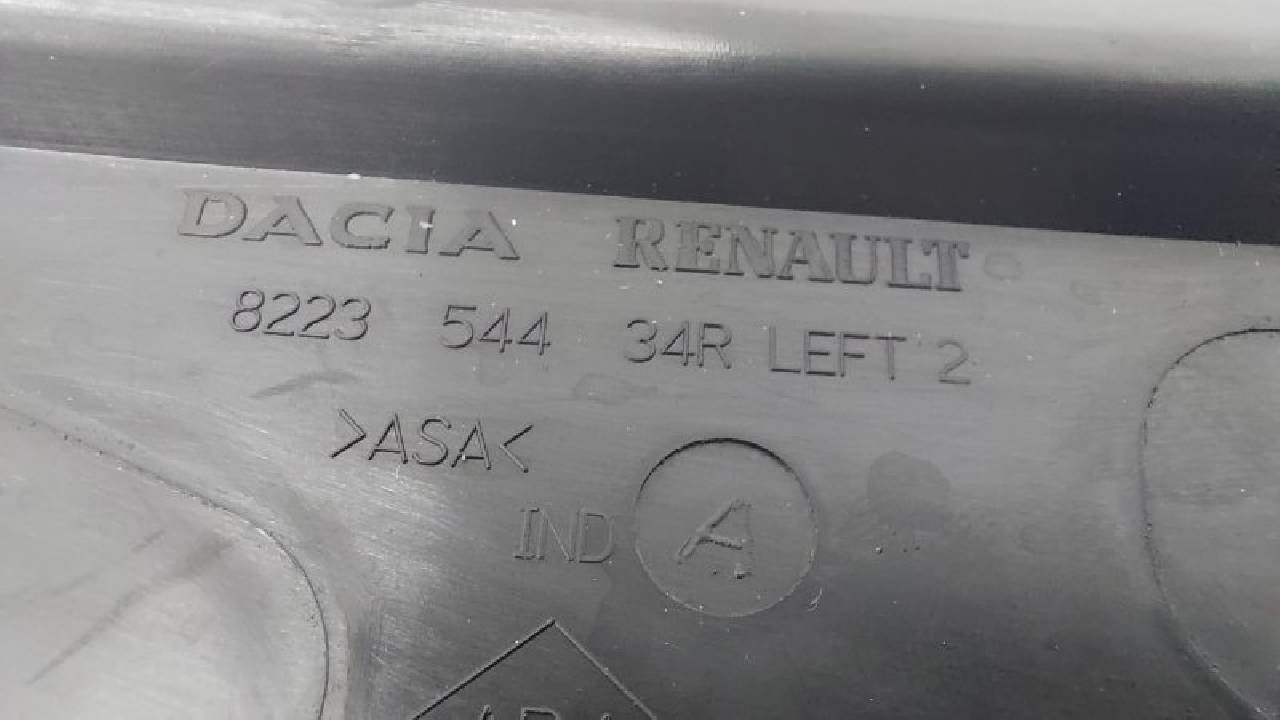 DACIA RENAULT
8223 544 34R LEFT 2
>ASA<
IND A